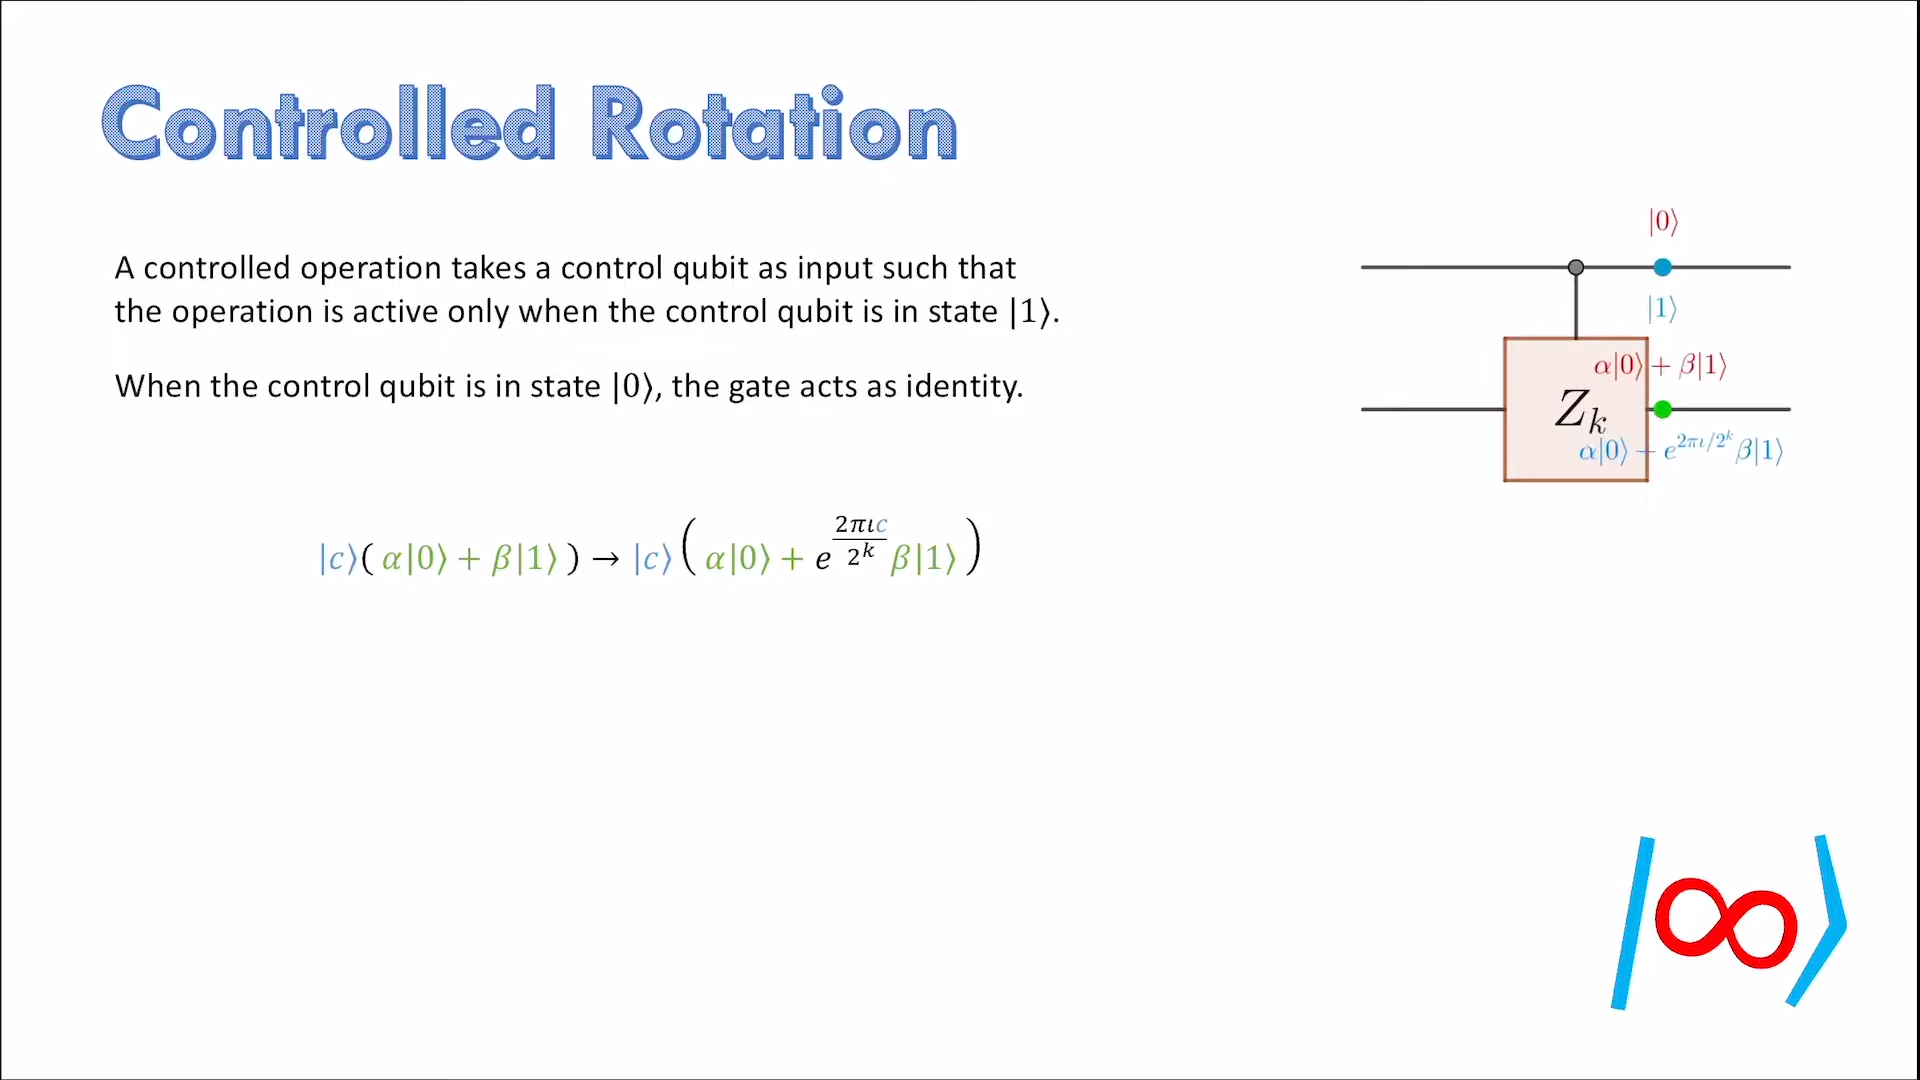 Controlled Rotation
A controlled operation takes a control qubit as input such that
the operation is active only when the control qubit is in state |1⟩.
When the control qubit is in state |0⟩, the gate acts as identity.
|c⟩( α|0⟩ + β|1⟩ ) → |c⟩( α|0⟩ + e^{2πιc/2^k} β|1⟩ )
|0⟩
|1⟩
α|0⟩ + β|1⟩
Z_k
α|0⟩ + e^{2πι/2^k} β|1⟩
|∞⟩